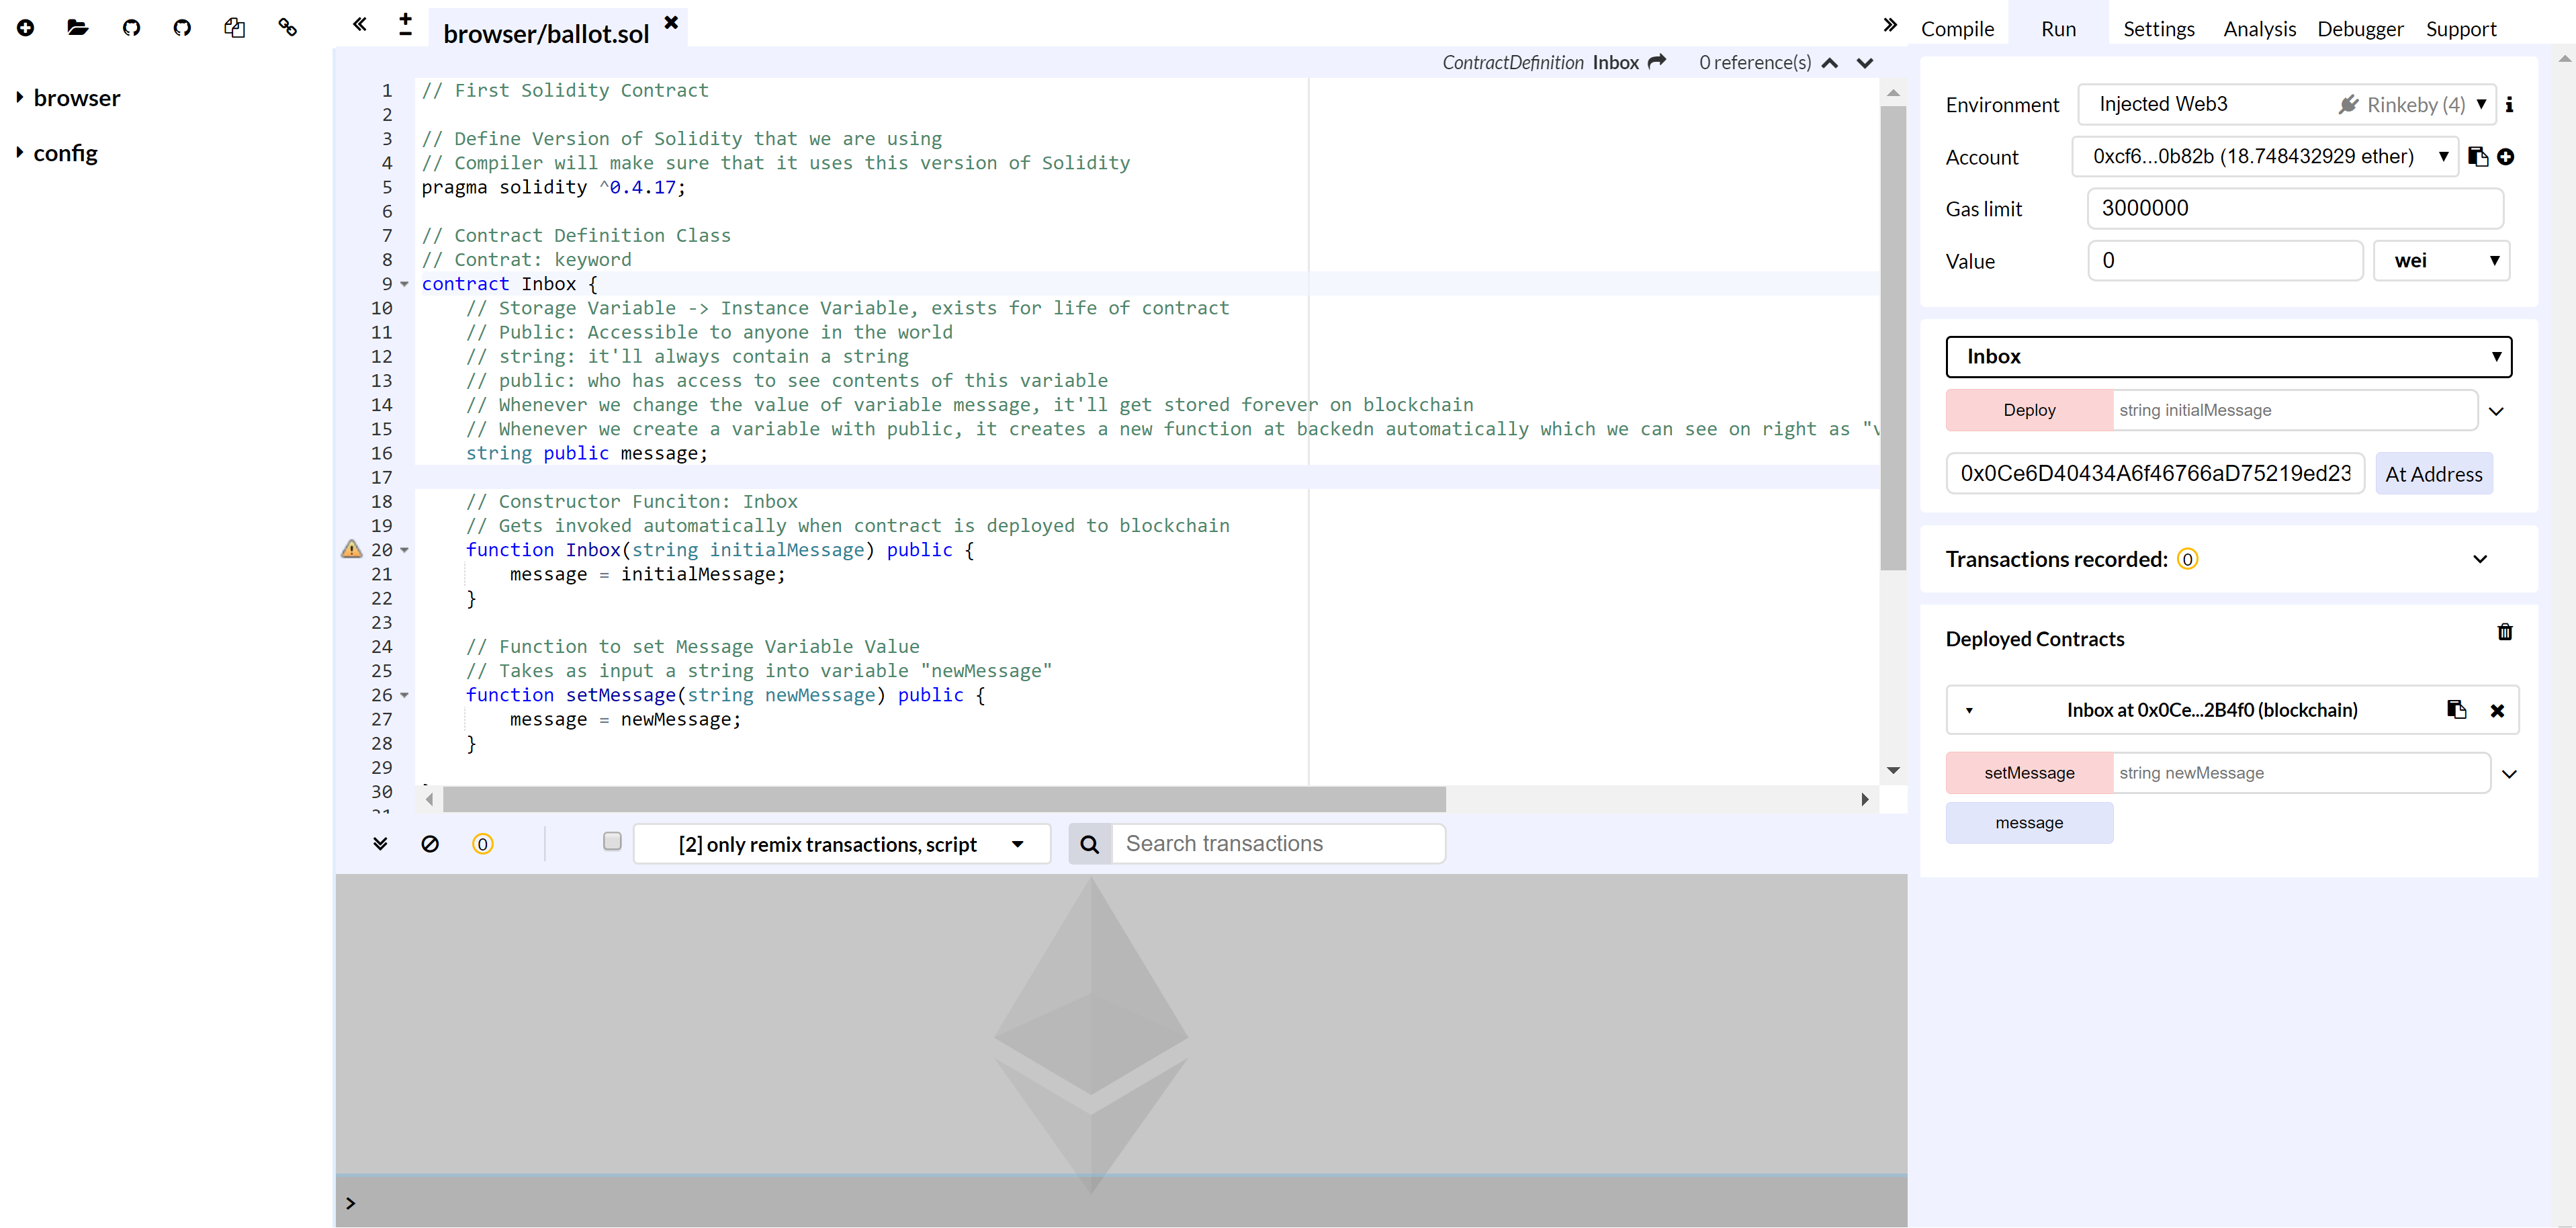 browser
config
browser/ballot.sol
ContractDefinition Inbox 0 reference(s)
1 // First Solidity Contract
2
3 // Define Version of Solidity that we are using
4 // Compiler will make sure that it uses this version of Solidity
5 pragma solidity ^0.4.17;
6
7 // Contract Definition Class
8 // Contrat: keyword
9 contract Inbox {
10 // Storage Variable -> Instance Variable, exists for life of contract
11 // Public: Accessible to anyone in the world
12 // string: it'll always contain a string
13 // public: who has access to see contents of this variable
14 // Whenever we change the value of variable message, it'll get stored forever on blockchain
15 // Whenever we create a variable with public, it creates a new function at backedn automatically which we can see on right as "v
16 string public message;
17
18 // Constructor Funciton: Inbox
19 // Gets invoked automatically when contract is deployed to blockchain
20 function Inbox(string initialMessage) public {
21 message = initialMessage;
22 }
23
24 // Function to set Message Variable Value
25 // Takes as input a string into variable "newMessage"
26 function setMessage(string newMessage) public {
27 message = newMessage;
28 }
29
30
0
[2] only remix transactions, script
Search transactions
>
Compile Run Settings Analysis Debugger Support
Environment Injected Web3 Rinkeby (4)
Account 0xcf6...0b82b (18.748432929 ether)
Gas limit 3000000
Value 0 wei
Inbox
Deploy string initialMessage
0x0Ce6D40434A6f46766aD75219ed23 At Address
Transactions recorded: 0
Deployed Contracts
Inbox at 0x0Ce...2B4f0 (blockchain)
setMessage string newMessage
message